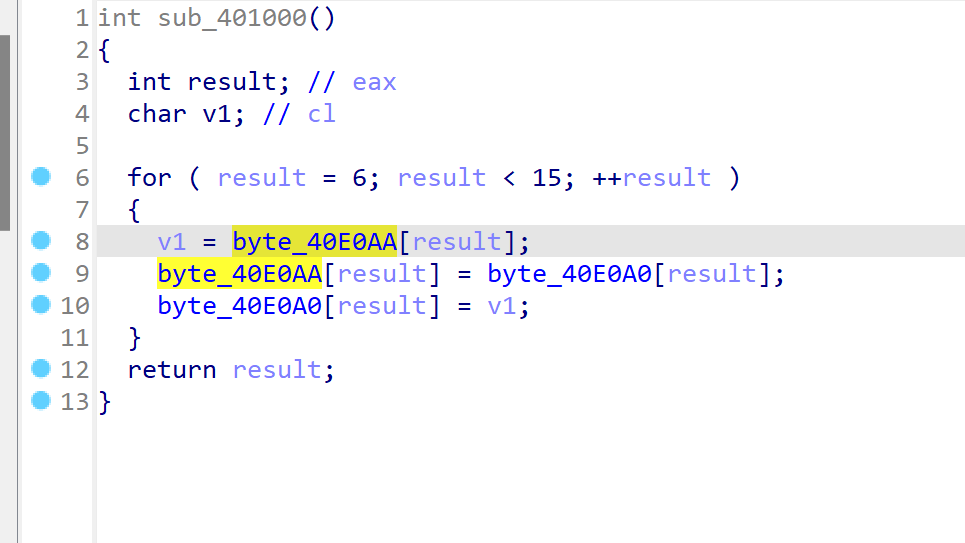 1 int sub_401000()
2 {
3   int result; // eax
4   char v1; // cl
5
6   for ( result = 6; result < 15; ++result )
7   {
8     v1 = byte_40E0AA[result];
9     byte_40E0AA[result] = byte_40E0A0[result];
10     byte_40E0A0[result] = v1;
11   }
12   return result;
13 }